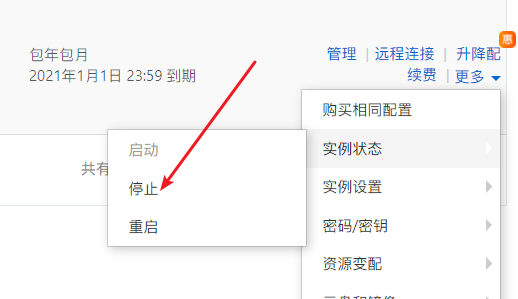 惠
包年包月
管理 | 远程连接 | 升降配
2021年1月1日 23:59 到期
续费 | 更多
购买相同配置
启动
实例状态
共有
停止
实例设置
重启
密码/密钥
资源变配